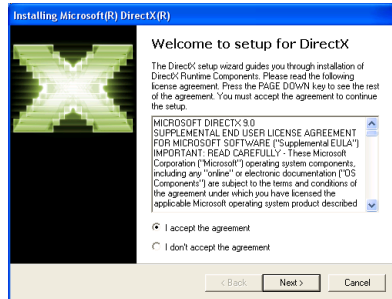 Installing Microsoft(R) DirectX(R)
Welcome to setup for DirectX
The DirectX setup wizard guides you through installation of
DirectX Runtime Components. Please read the following
license agreement. Press the PAGE DOWN key to see the rest
of the agreement. You must accept the agreement to continue
the setup.
MICROSOFT DIRECTX 9.0
SUPPLEMENTAL END USER LICENSE AGREEMENT
FOR MICROSOFT SOFTWARE ("Supplemental EULA")
IMPORTANT: READ CAREFULLY - These Microsoft
Corporation ("Microsoft") operating system components,
including any "online" or electronic documentation ("OS
Components") are subject to the terms and conditions of
the agreement under which you have licensed the
applicable Microsoft operating system product described
I accept the agreement
I don't accept the agreement
< Back
Next >
Cancel